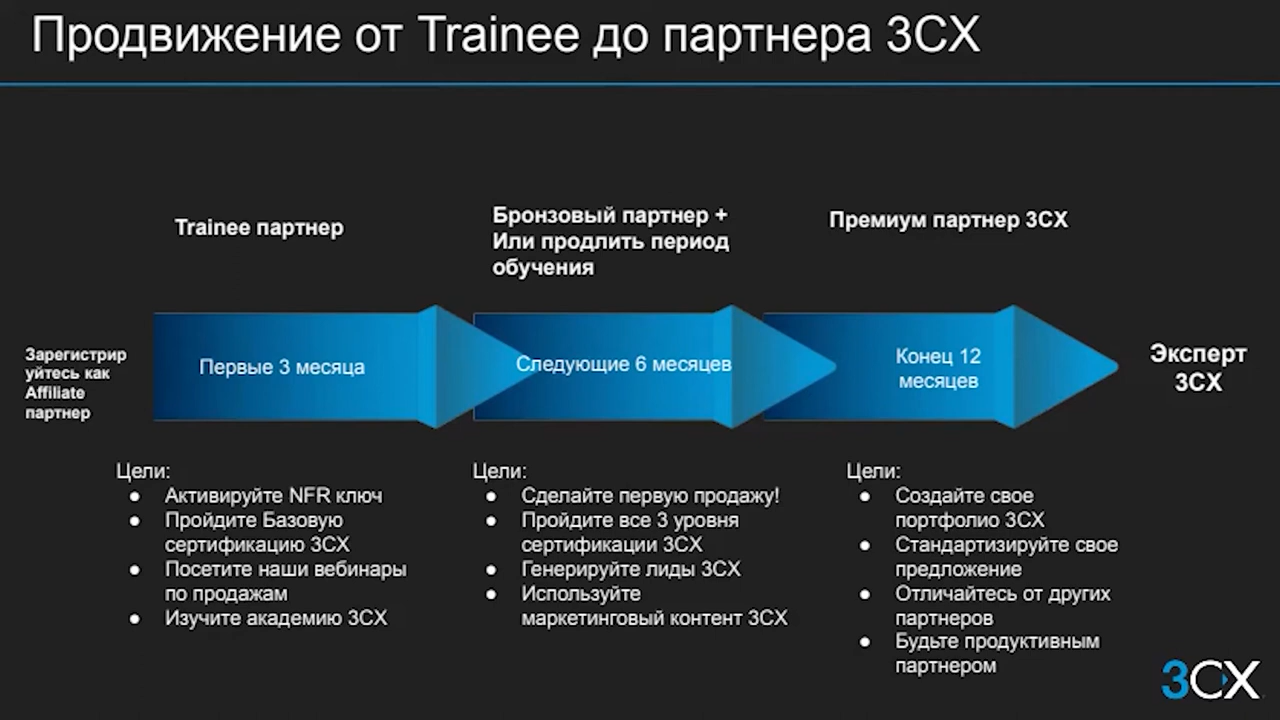 Продвижение от Trainee до партнера 3CX
Trainee партнер
Бронзовый партнер +
Или продлить период
обучения
Премиум партнер 3CX
Зарегистрир
уйтесь как
Affiliate
партнер
Первые 3 месяца
Следующие 6 месяцев
Конец 12
месяцев
Эксперт
3CX
Цели:
● Активируйте NFR ключ
● Пройдите Базовую
сертификацию 3CX
● Посетите наши вебинары
по продажам
● Изучите академию 3CX
Цели:
● Сделайте первую продажу!
● Пройдите все 3 уровня
сертификации 3CX
● Генерируйте лиды 3CX
● Используйте
маркетинговый контент 3CX
Цели:
● Создайте свое
портфолио 3CX
● Стандартизируйте свое
предложение
● Отличайтесь от других
партнеров
● Будьте продуктивным
партнером
3CX